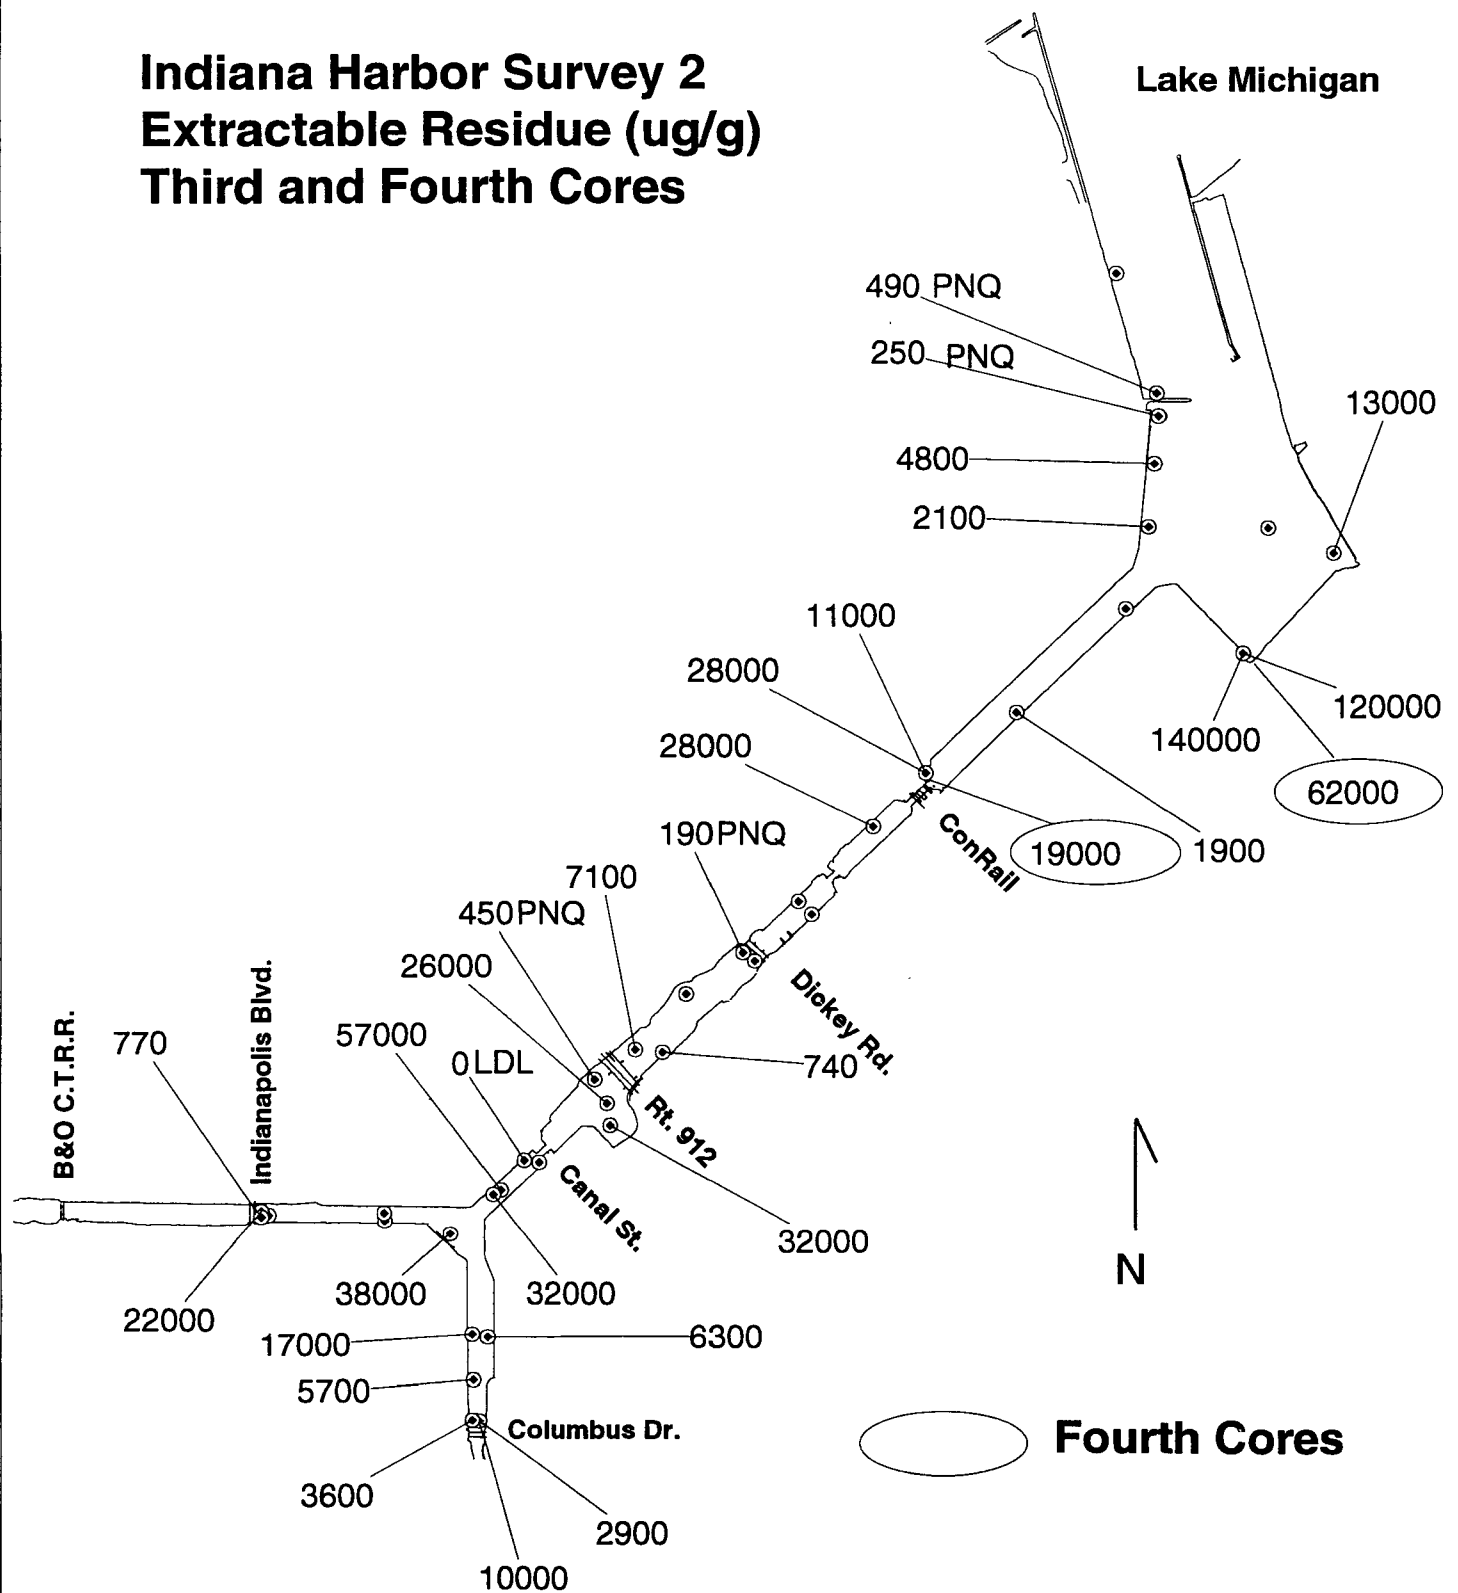 Indiana Harbor Survey 2
Extractable Residue (ug/g)
Third and Fourth Cores
Lake Michigan
490 PNQ
250 PNQ
13000
4800
2100
11000
28000
120000
140000
28000
62000
190PNQ
ConRail
19000
1900
7100
450PNQ
26000
Dickey Rd.
Indianapolis Blvd.
B&O C.T.R.R.
770
57000
0LDL
740
Rt. 912
Canal St.
32000
N
38000
32000
22000
17000
6300
5700
Columbus Dr.
Fourth Cores
3600
2900
10000